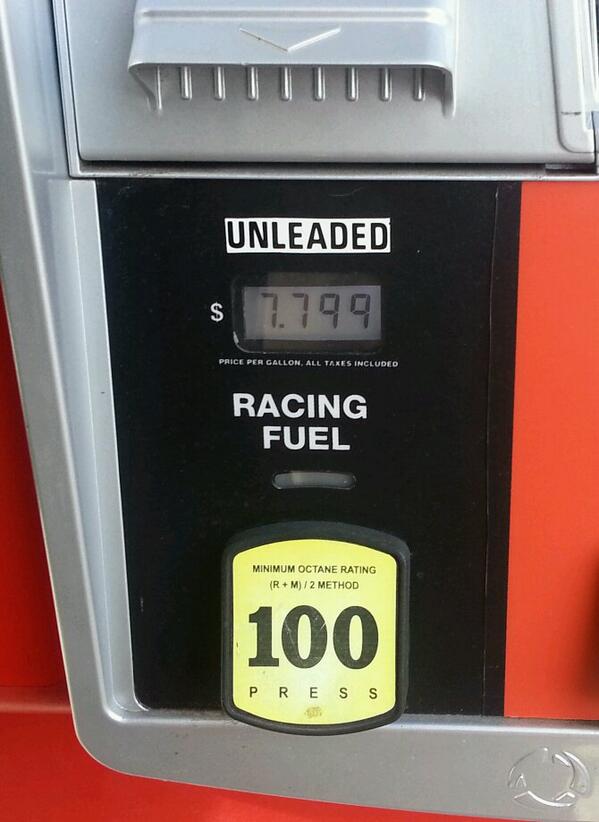 UNLEADED
$ 7.799
PRICE PER GALLON, ALL TAXES INCLUDED
RACING
FUEL
MINIMUM OCTANE RATING
(R + M) / 2 METHOD
100
PRESS